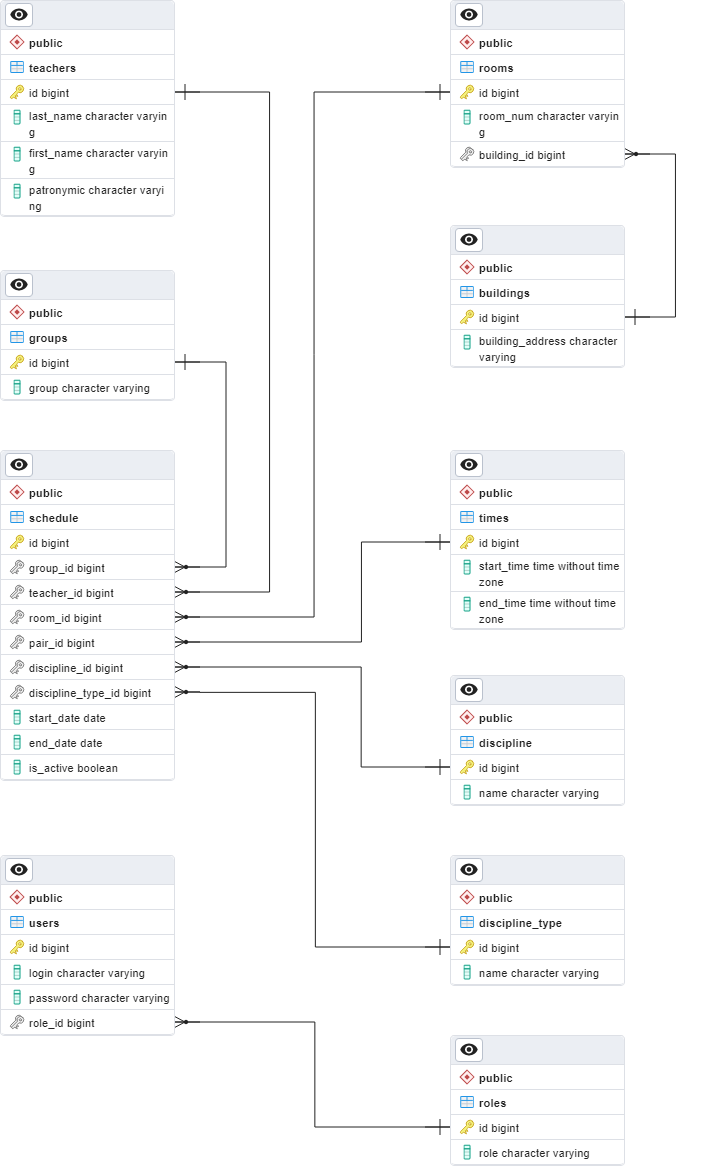 public
teachers
id bigint
last_name character varyin
g
first_name character varyin
g
patronymic character varyi
ng
public
groups
id bigint
group character varying
public
schedule
id bigint
group_id bigint
teacher_id bigint
room_id bigint
pair_id bigint
discipline_id bigint
discipline_type_id bigint
start_date date
end_date date
is_active boolean
public
users
id bigint
login character varying
password character varying
role_id bigint
public
rooms
id bigint
room_num character varyin
g
building_id bigint
public
buildings
id bigint
building_address character
varying
public
times
id bigint
start_time time without time
zone
end_time time without time
zone
public
discipline
id bigint
name character varying
public
discipline_type
id bigint
name character varying
public
roles
id bigint
role character varying